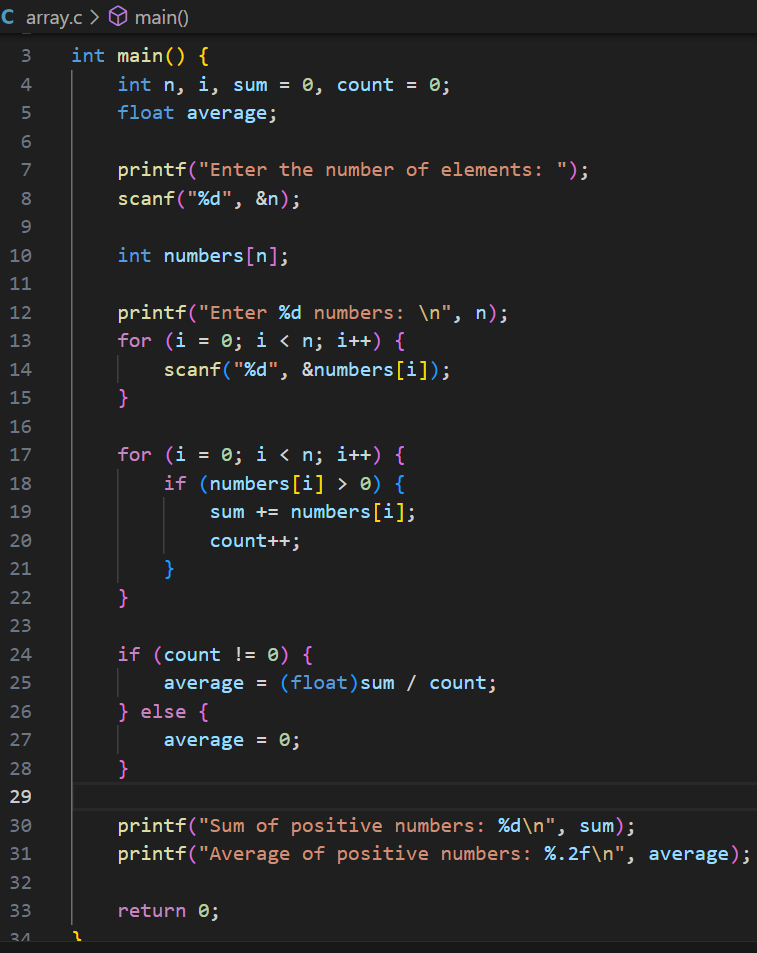 C array.c > main()
3 int main() {
4     int n, i, sum = 0, count = 0;
5     float average;
6
7     printf("Enter the number of elements: ");
8     scanf("%d", &n);
9
10     int numbers[n];
11
12     printf("Enter %d numbers: \n", n);
13     for (i = 0; i < n; i++) {
14         scanf("%d", &numbers[i]);
15     }
16
17     for (i = 0; i < n; i++) {
18         if (numbers[i] > 0) {
19             sum += numbers[i];
20             count++;
21         }
22     }
23
24     if (count != 0) {
25         average = (float)sum / count;
26     } else {
27         average = 0;
28     }
29
30     printf("Sum of positive numbers: %d\n", sum);
31     printf("Average of positive numbers: %.2f\n", average);
32
33     return 0;
34 }